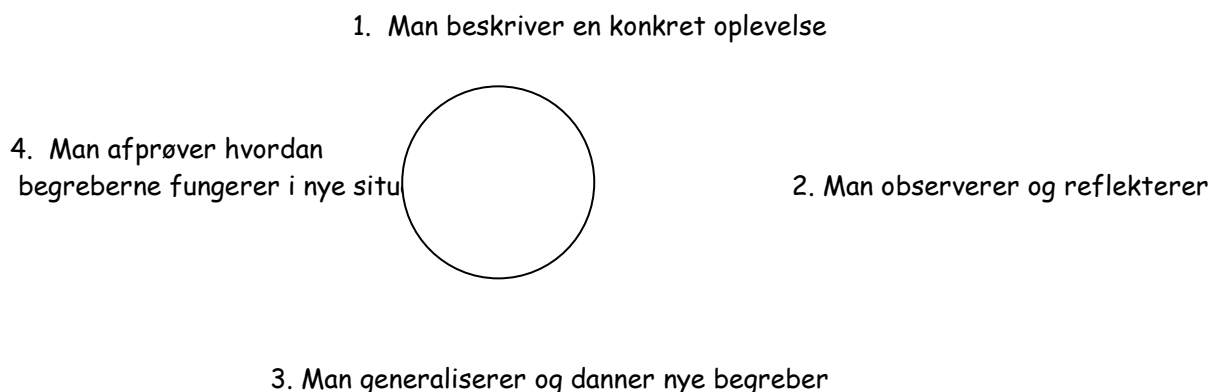 1. Man beskriver en konkret oplevelse
4. Man afprøver hvordan
begreberne fungerer i nye situ
2. Man observerer og reflekterer
3. Man generaliserer og danner nye begreber